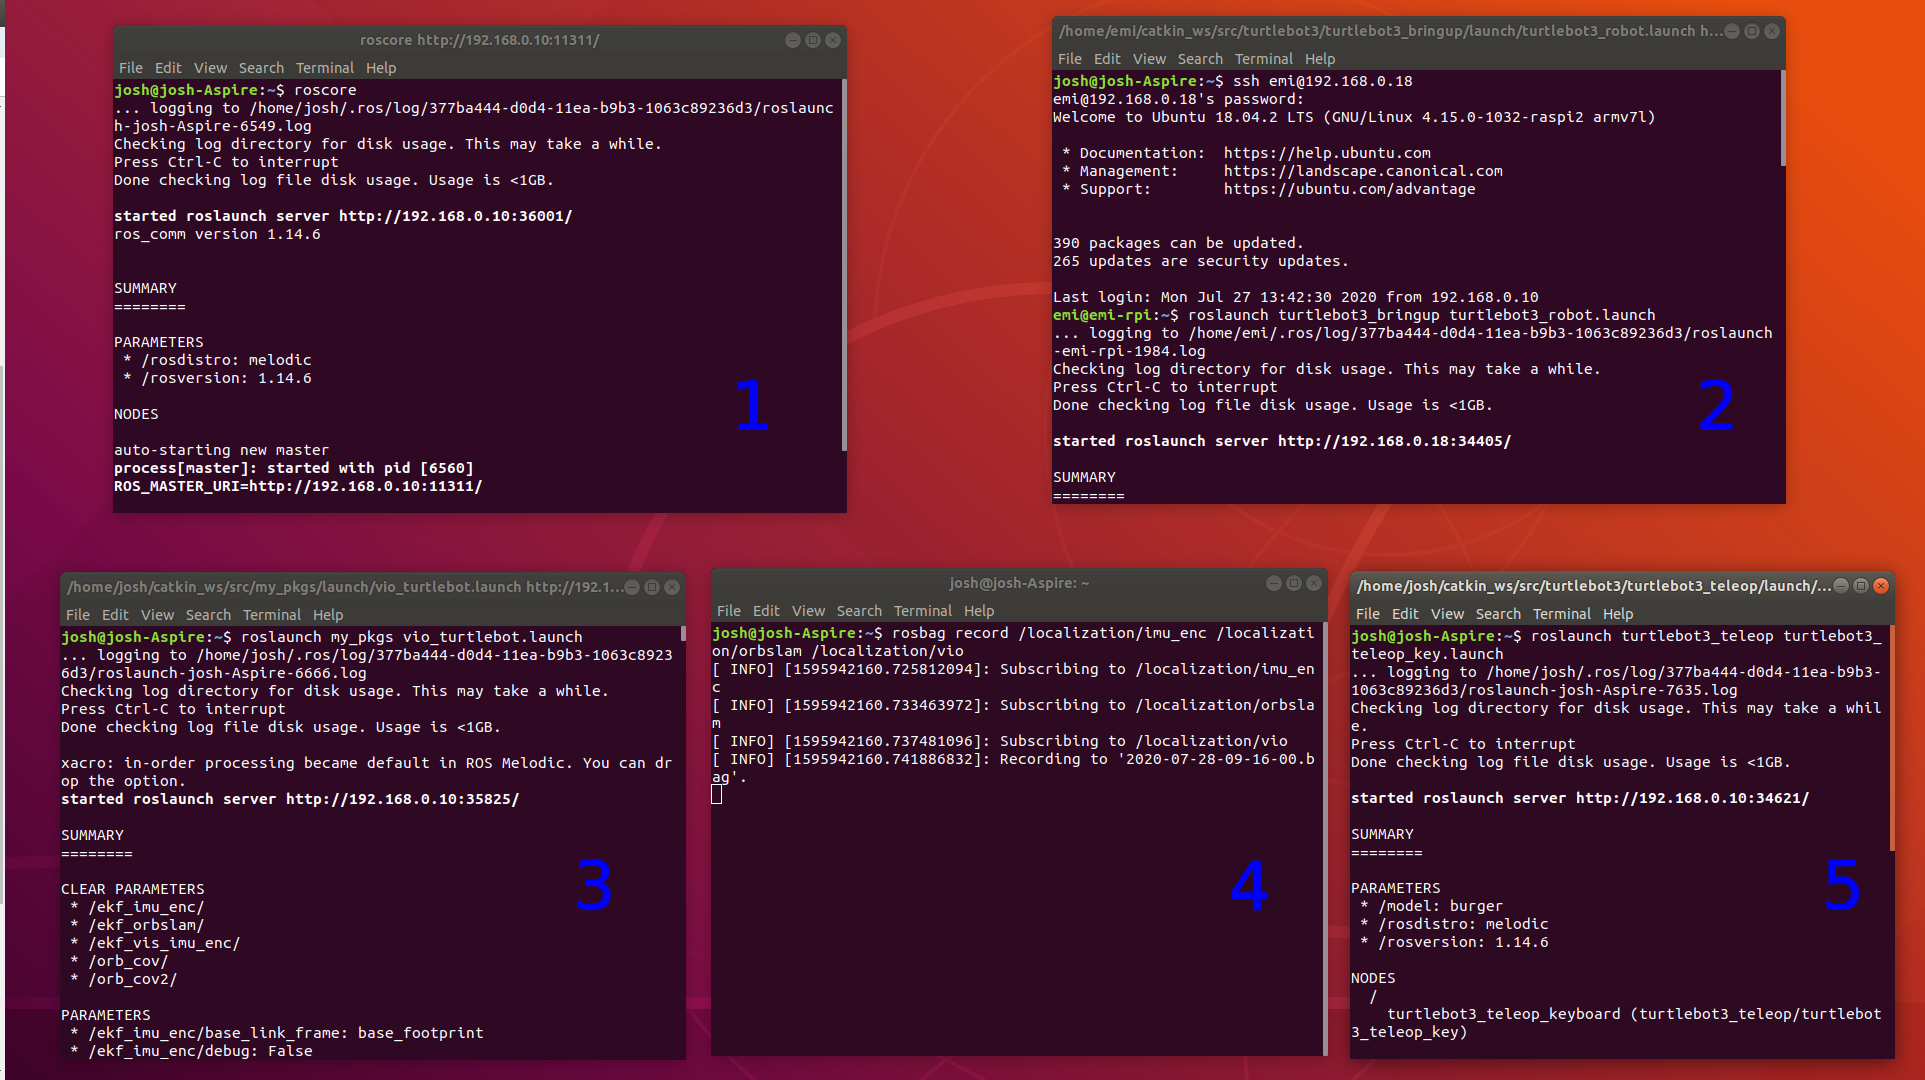 roscore http://192.168.0.10:11311/
File Edit View Search Terminal Help
josh@josh-Aspire:~$ roscore
... logging to /home/josh/.ros/log/377ba444-d0d4-11ea-b9b3-1063c89236d3/roslaunc
h-josh-Aspire-6549.log
Checking log directory for disk usage. This may take a while.
Press Ctrl-C to interrupt
Done checking log file disk usage. Usage is <1GB.
started roslaunch server http://192.168.0.10:36001/
ros_comm version 1.14.6
SUMMARY
========
PARAMETERS
* /rosdistro: melodic
* /rosversion: 1.14.6
NODES
auto-starting new master
process[master]: started with pid [6560]
ROS_MASTER_URI=http://192.168.0.10:11311/
1
/home/emi/catkin_ws/src/turtlebot3/turtlebot3_bringup/launch/turtlebot3_robot.launch h...
File Edit View Search Terminal Help
josh@josh-Aspire:~$ ssh emi@192.168.0.18
emi@192.168.0.18's password:
Welcome to Ubuntu 18.04.2 LTS (GNU/Linux 4.15.0-1032-raspi2 armv7l)
* Documentation: https://help.ubuntu.com
* Management: https://landscape.canonical.com
* Support: https://ubuntu.com/advantage
390 packages can be updated.
265 updates are security updates.
Last login: Mon Jul 27 13:42:30 2020 from 192.168.0.10
emi@emi-rpi:~$ roslaunch turtlebot3_bringup turtlebot3_robot.launch
... logging to /home/emi/.ros/log/377ba444-d0d4-11ea-b9b3-1063c89236d3/roslaunch
-emi-rpi-1984.log
Checking log directory for disk usage. This may take a while.
Press Ctrl-C to interrupt
Done checking log file disk usage. Usage is <1GB.
started roslaunch server http://192.168.0.18:34405/
SUMMARY
========
2
/home/josh/catkin_ws/src/my_pkgs/launch/vio_turtlebot.launch http://192.1...
File Edit View Search Terminal Help
josh@josh-Aspire:~$ roslaunch my_pkgs vio_turtlebot.launch
... logging to /home/josh/.ros/log/377ba444-d0d4-11ea-b9b3-1063c8923
6d3/roslaunch-josh-Aspire-6666.log
Checking log directory for disk usage. This may take a while.
Press Ctrl-C to interrupt
Done checking log file disk usage. Usage is <1GB.
xacro: in-order processing became default in ROS Melodic. You can dr
op the option.
started roslaunch server http://192.168.0.10:35825/
SUMMARY
========
CLEAR PARAMETERS
* /ekf_imu_enc/
* /ekf_orbslam/
* /ekf_vis_imu_enc/
* /orb_cov/
* /orb_cov2/
PARAMETERS
* /ekf_imu_enc/base_link_frame: base_footprint
* /ekf_imu_enc/debug: False
3
josh@josh-Aspire: ~
File Edit View Search Terminal Help
josh@josh-Aspire:~$ rosbag record /localization/imu_enc /localizati
on/orbslam /localization/vio
[ INFO] [1595942160.725812094]: Subscribing to /localization/imu_en
c
[ INFO] [1595942160.733463972]: Subscribing to /localization/orbsla
m
[ INFO] [1595942160.737481096]: Subscribing to /localization/vio
[ INFO] [1595942160.741886832]: Recording to '2020-07-28-09-16-00.b
ag'.
4
/home/josh/catkin_ws/src/turtlebot3/turtlebot3_teleop/launch/...
File Edit View Search Terminal Help
josh@josh-Aspire:~$ roslaunch turtlebot3_teleop turtlebot3_
teleop_key.launch
... logging to /home/josh/.ros/log/377ba444-d0d4-11ea-b9b3-
1063c89236d3/roslaunch-josh-Aspire-7635.log
Checking log directory for disk usage. This may take a whil
e.
Press Ctrl-C to interrupt
Done checking log file disk usage. Usage is <1GB.
started roslaunch server http://192.168.0.10:34621/
SUMMARY
========
PARAMETERS
* /model: burger
* /rosdistro: melodic
* /rosversion: 1.14.6
NODES
/
turtlebot3_teleop_keyboard (turtlebot3_teleop/turtlebot
3_teleop_key)
5